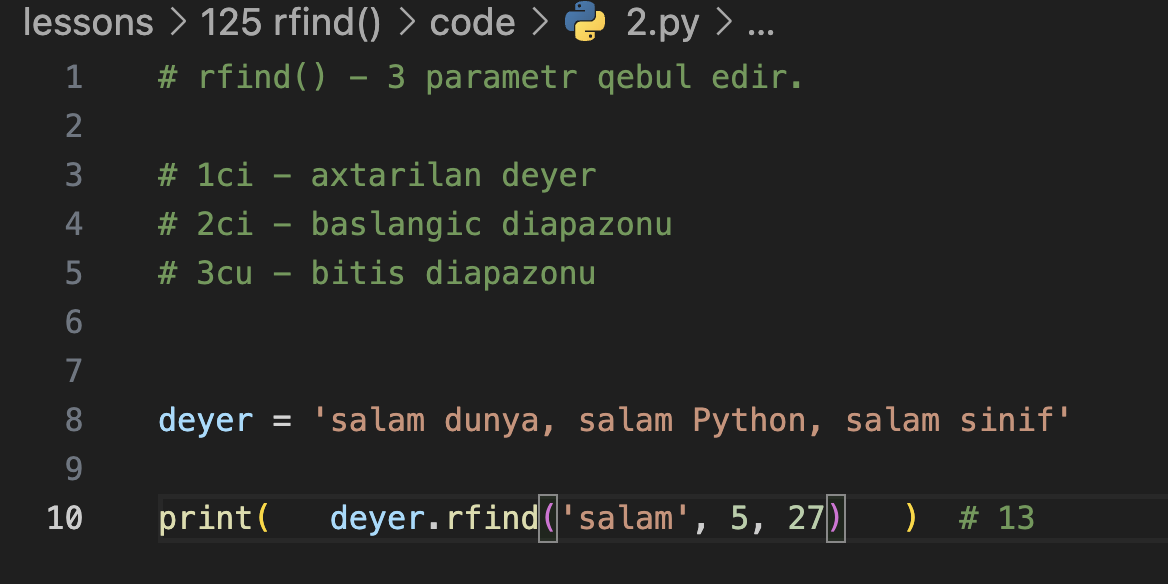 lessons > 125 rfind() > code > 2.py > ...
1 # rfind() - 3 parametr qebul edir.
2
3 # 1ci - axtarilan deyer
4 # 2ci - baslangic diapazonu
5 # 3cu - bitis diapazonu
6
7
8 deyer = 'salam dunya, salam Python, salam sinif'
9
10 print(   deyer.rfind('salam', 5, 27)   )  # 13